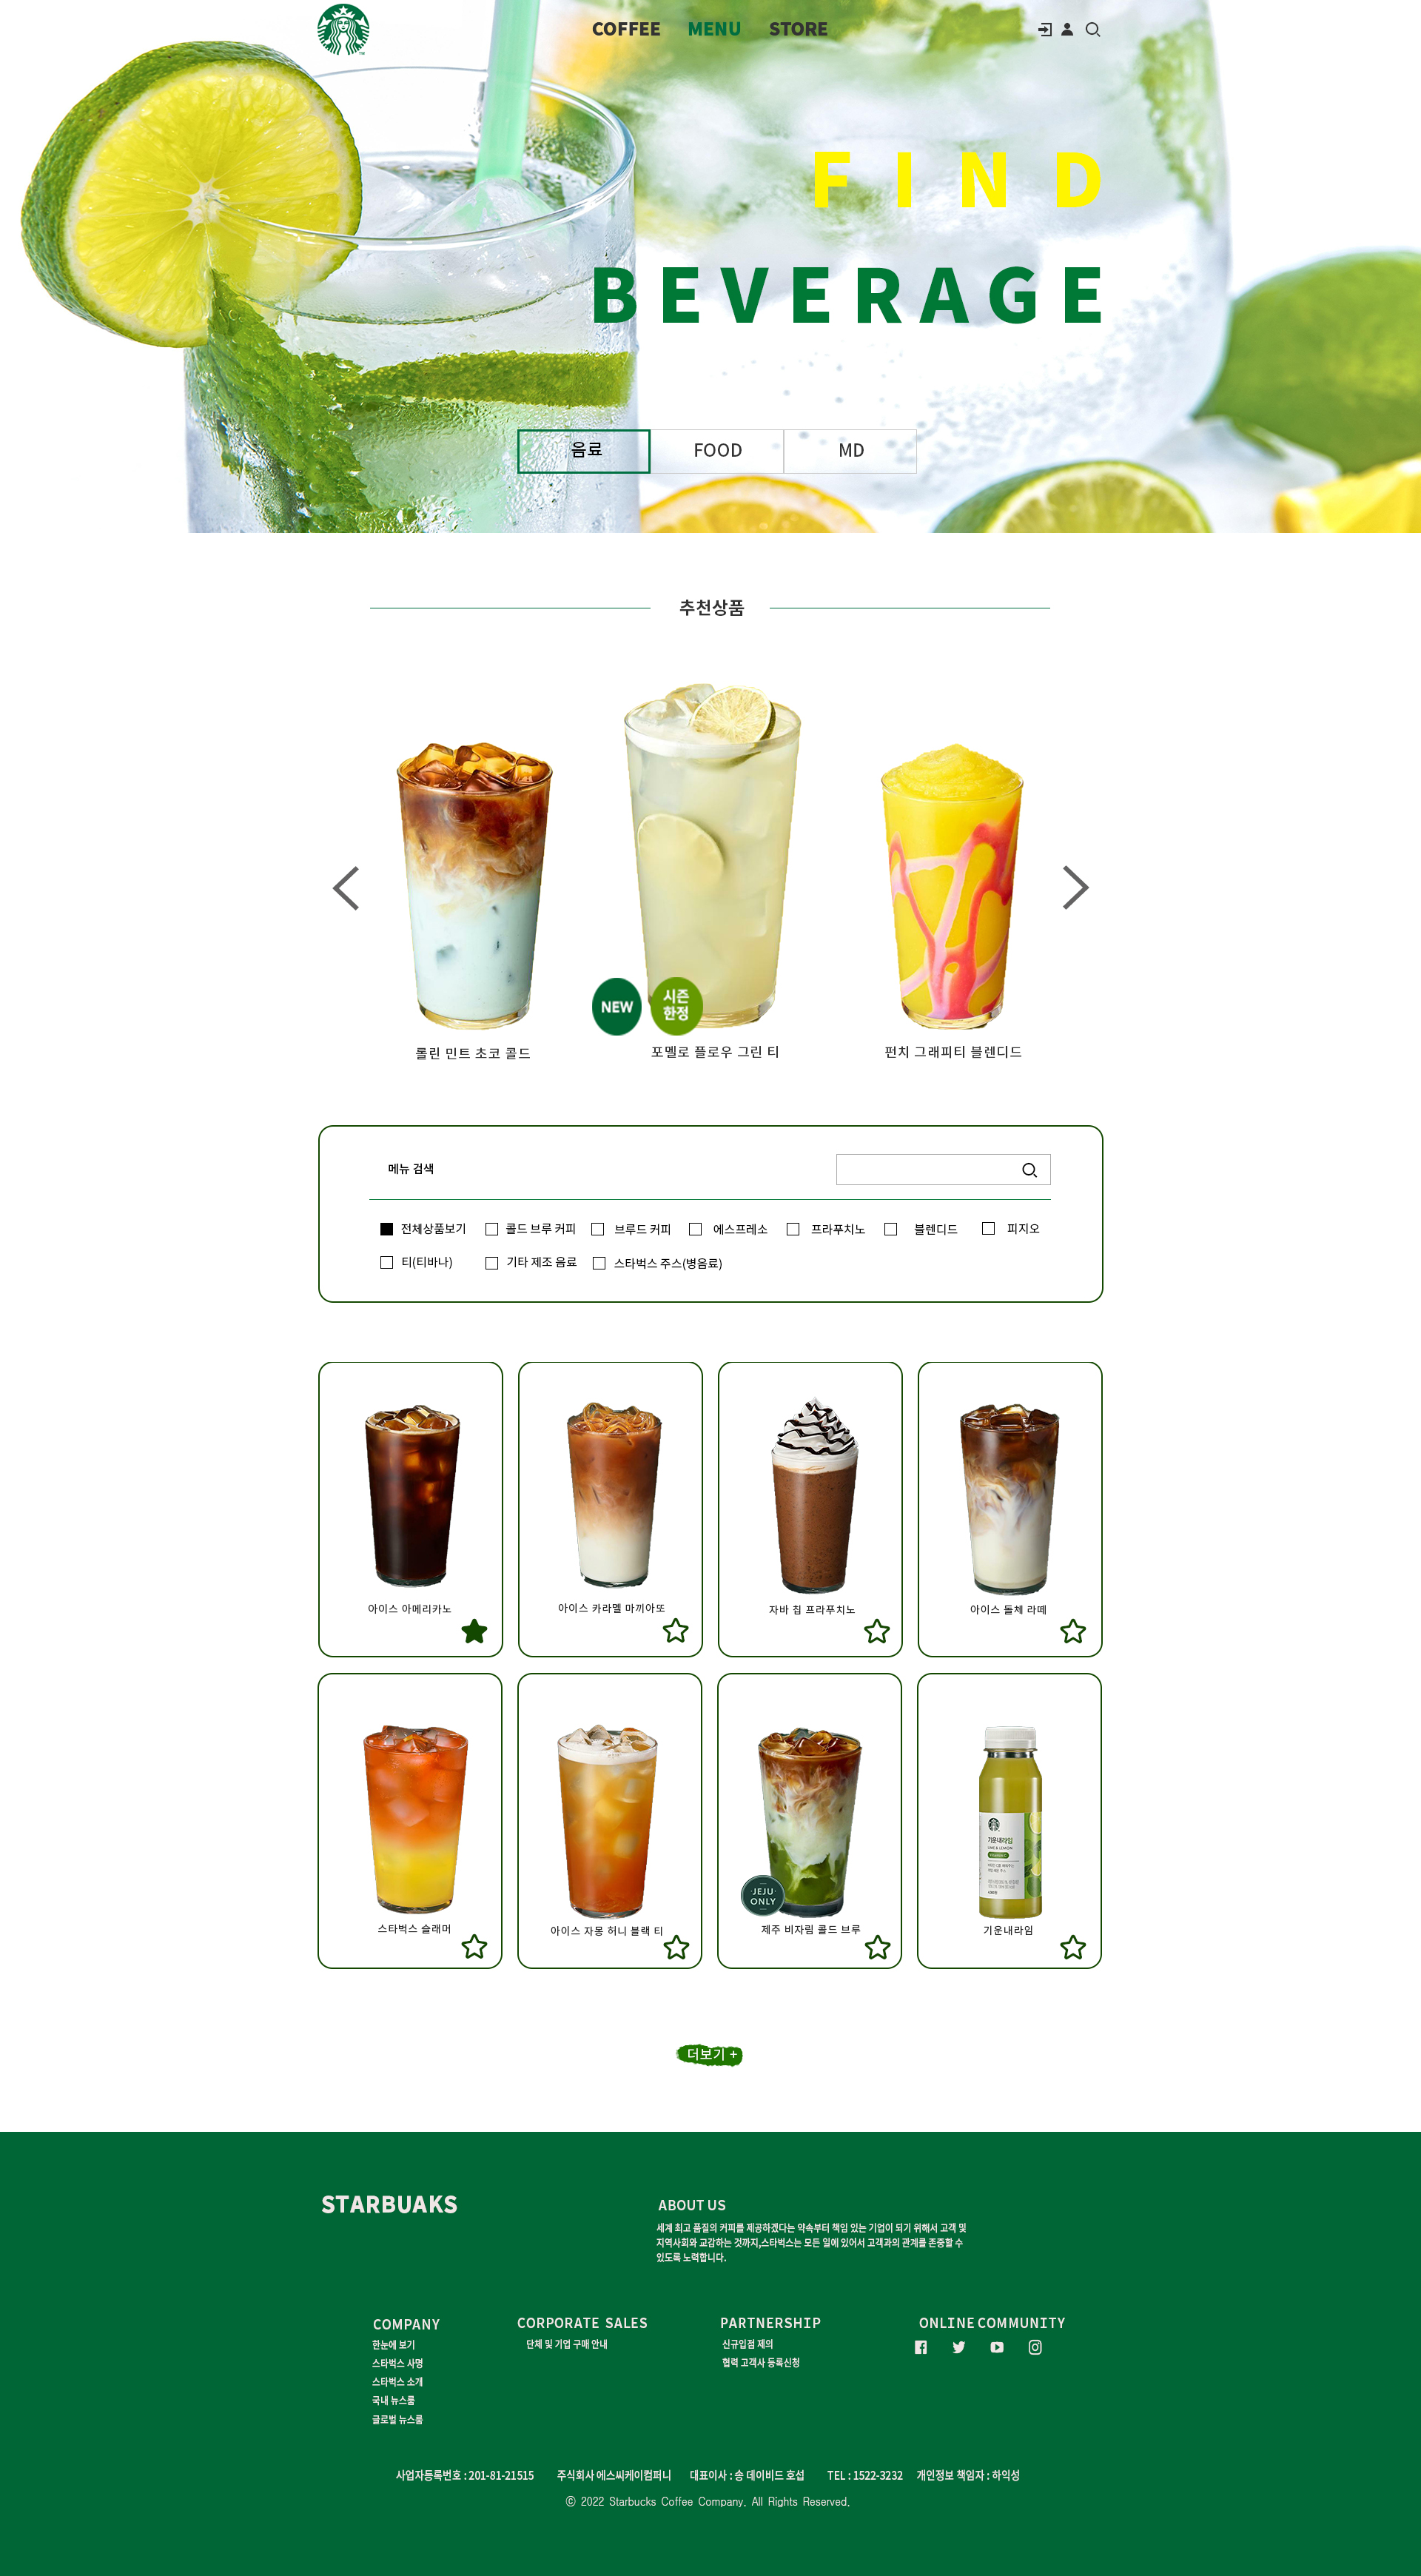 COFFEE MENU STORE
FIND
BEVERAGE
음료 FOOD MD
추천상품
NEW
시즌
한정
롤린 민트 초코 콜드 포멜로 플로우 그린 티 펀치 그래피티 블렌디드
메뉴 검색
전체상품보기 콜드 브루 커피 브루드 커피 에스프레소 프라푸치노 블렌디드 피지오
티(티바나) 기타 제조 음료 스타벅스 주스(병음료)
아이스 아메리카노 아이스 카라멜 마끼아또 자바 칩 프라푸치노 아이스 돌체 라떼
JEJU
ONLY
기운내라임
스타벅스 슬래머 아이스 자몽 허니 블랙 티 제주 비자림 콜드 브루 기운내라임
더보기 +
STARBUAKS
ABOUT US
세계 최고 품질의 커피를 제공하겠다는 약속부터 책임 있는 기업이 되기 위해서 고객 및
지역사회와 교감하는 것까지,스타벅스는 모든 일에 있어서 고객과의 관계를 존중할 수
있도록 노력합니다.
COMPANY
한눈에 보기
스타벅스 사명
스타벅스 소개
국내 뉴스룸
글로벌 뉴스룸
CORPORATE SALES
단체 및 기업 구매 안내
PARTNERSHIP
신규입점 제의
협력 고객사 등록신청
ONLINE COMMUNITY
사업자등록번호 : 201-81-21515 주식회사 에스씨케이컴퍼니 대표이사 : 송 데이비드 호섭 TEL : 1522-3232 개인정보 책임자 : 하익성
ⓒ 2022 Starbucks Coffee Company. All Rights Reserved.